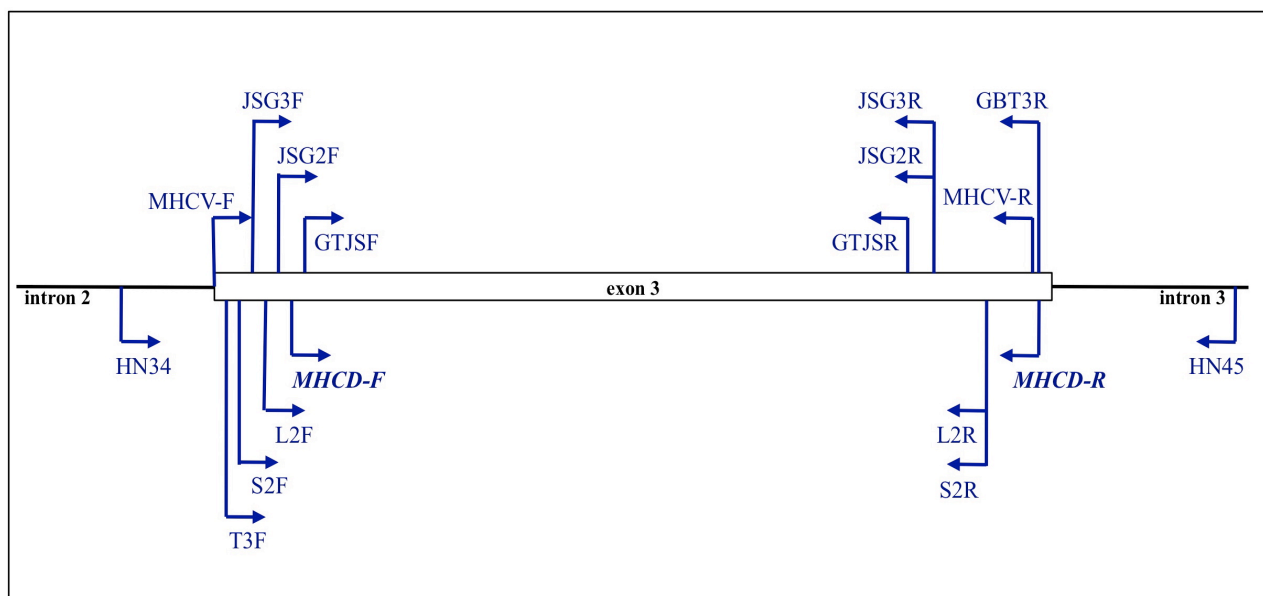 JSG3F
JSG3R
GBT3R
JSG2F
JSG2R
MHCV-F
MHCV-R
GTJSF
GTJSR
exon 3
intron 2
intron 3
HN34
HN45
MHCD-F
MHCD-R
L2F
L2R
S2F
S2R
T3F